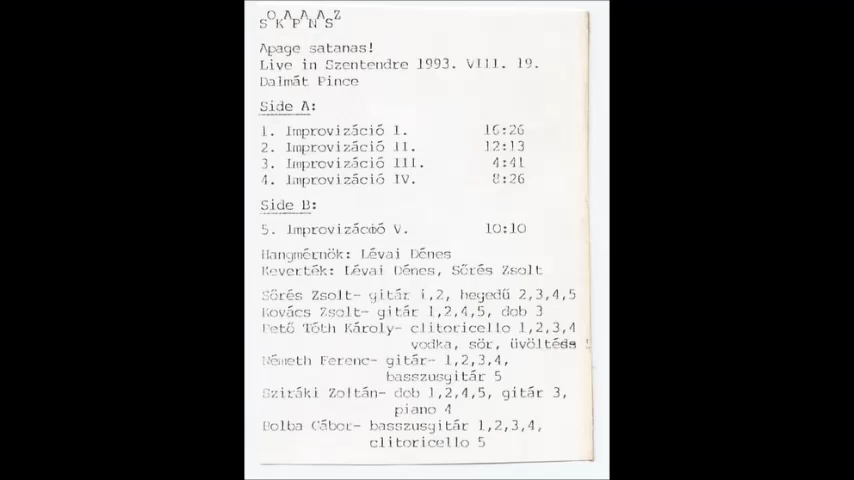 SOKAPANASZ
Apage satanas!
Live in Szentendre 1993. VIII. 19.
Dalmát Pince
Side A:
1. Improvizáció I. 16:26
2. Improvizáció II. 12:13
3. Improvizáció III. 4:41
4. Improvizáció IV. 8:26
Side B:
5. Improvizáció V. 10:10
Hangmérnök: Lévai Dénes
Keverték: Lévai Dénes, Sőrés Zsolt
Sőrés Zsolt- gitár 1,2, hegedű 2,3,4,5
Kovács Zsolt- gitár 1,2,4,5, dob 3
Pető Tóth Károly- clitoricello 1,2,3,4
vodka, sör, üvöltés 5
Németh Ferenc- gitár- 1,2,3,4,
basszusgitár 5
Sziráki Zoltán- dob 1,2,4,5, gitár 3,
piano 4
Bolba Gábor- basszusgitár 1,2,3,4,
clitoricello 5